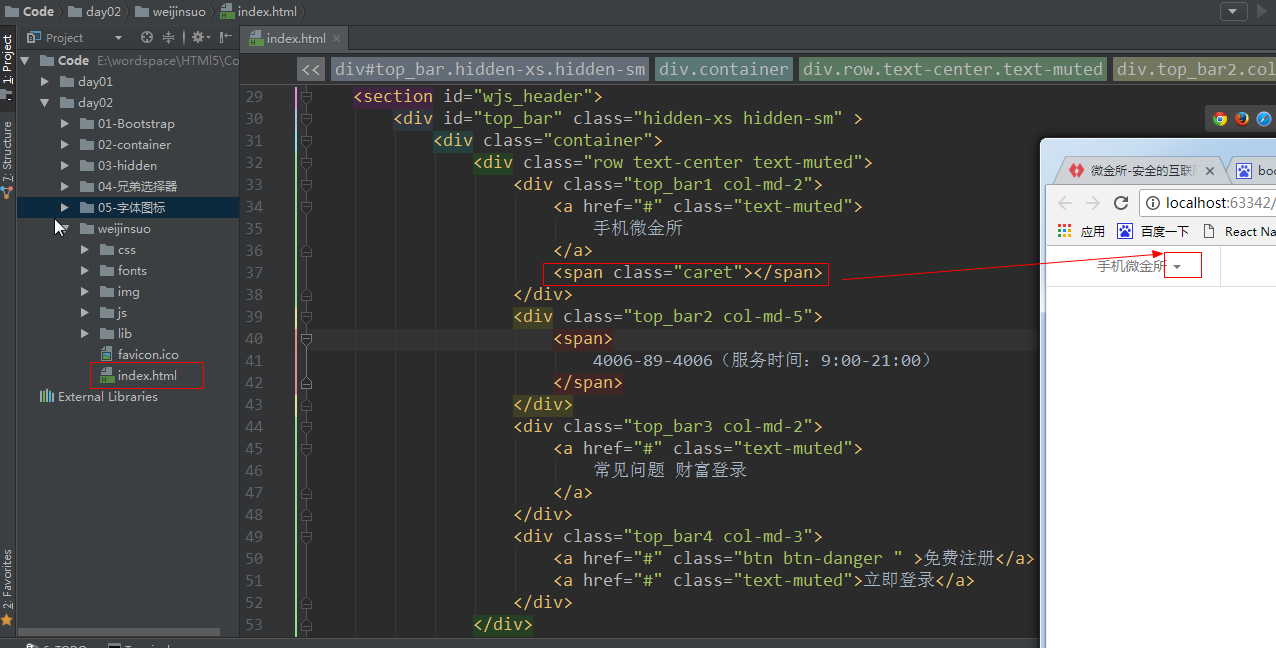 Code day02 weijinsuo index.html
Project
index.html
Code E:\wordspace\HTMl5\Co
day01
day02
01-Bootstrap
02-container
03-hidden
04-兄弟选择器
05-字体图标
weijinsuo
css
fonts
img
js
lib
favicon.ico
index.html
External Libraries
1: Project
7: Structure
2: Favorites
<< div#top_bar.hidden-xs.hidden-sm div.container div.row.text-center.text-muted div.top_bar2.col
29 <section id="wjs_header">
30 <div id="top_bar" class="hidden-xs hidden-sm" >
31 <div class="container">
32 <div class="row text-center text-muted">
33 <div class="top_bar1 col-md-2">
34 <a href="#" class="text-muted">
35 手机微金所
36 </a>
37 <span class="caret"></span>
38 </div>
39 <div class="top_bar2 col-md-5">
40 <span>
41 4006-89-4006（服务时间：9:00-21:00）
42 </span>
43 </div>
44 <div class="top_bar3 col-md-2">
45 <a href="#" class="text-muted">
46 常见问题 财富登录
47 </a>
48 </div>
49 <div class="top_bar4 col-md-3">
50 <a href="#" class="btn btn-danger " >免费注册</a>
51 <a href="#" class="text-muted">立即登录</a>
52 </div>
53 </div>
微金所-安全的互联 boo
localhost:63342/
应用 百度一下 React Na
手机微金所